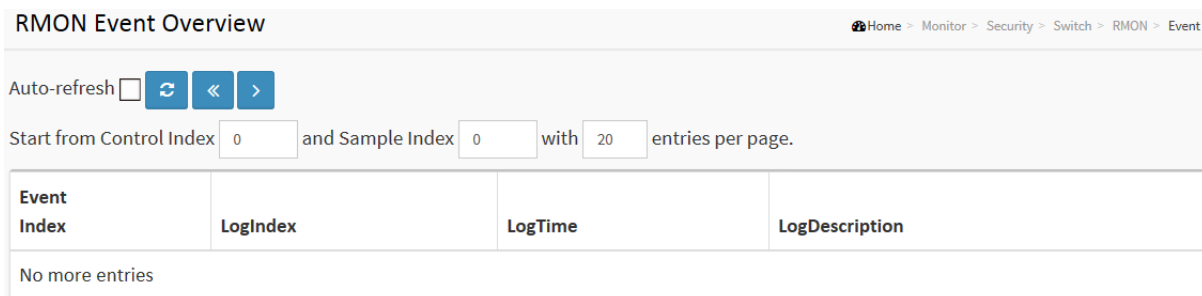 RMON Event Overview
Home > Monitor > Security > Switch > RMON > Event
Auto-refresh
Start from Control Index 0 and Sample Index 0 with 20 entries per page.
Event Index LogIndex LogTime LogDescription
No more entries